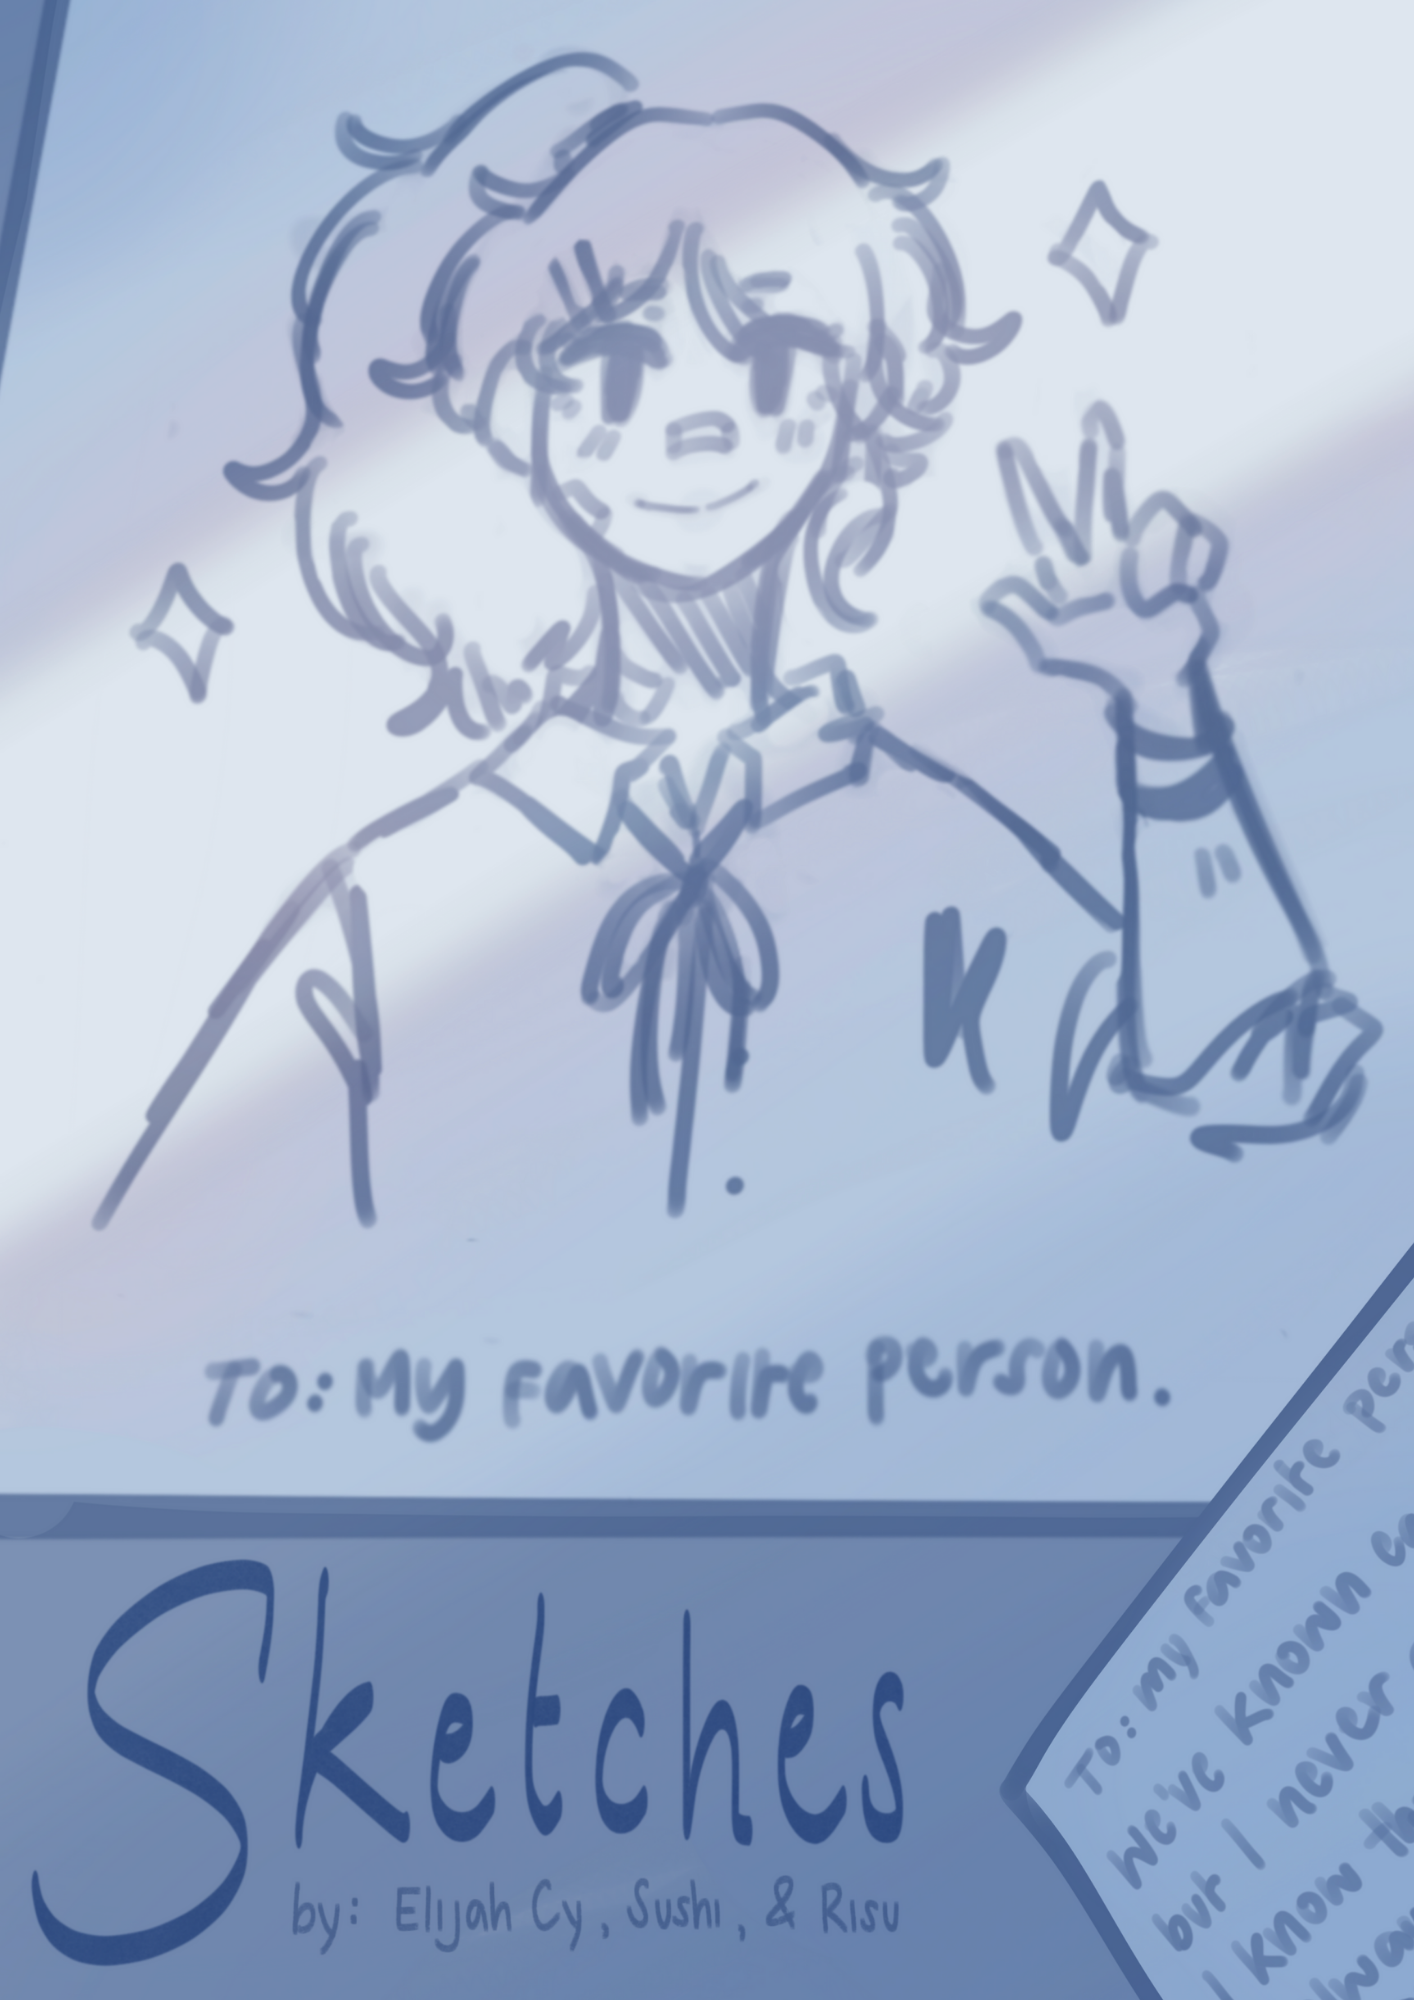 K
To: My favorite person.
Sketches
by: Elijah Cy, Sushi, & Risu
To: my favorite
we've known
but I never
I know